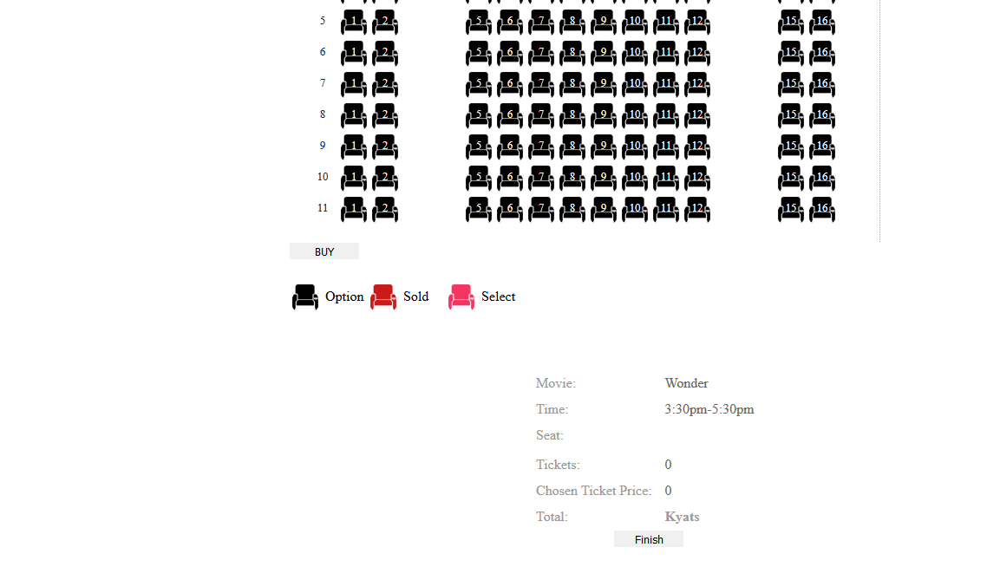 5 1 2 5 6 7 8 9 10 11 12 15 16
6 1 2 5 6 7 8 9 10 11 12 15 16
7 1 2 5 6 7 8 9 10 11 12 15 16
8 1 2 5 6 7 8 9 10 11 12 15 16
9 1 2 5 6 7 8 9 10 11 12 15 16
10 1 2 5 6 7 8 9 10 11 12 15 16
11 1 2 5 6 7 8 9 10 11 12 15 16
BUY
Option Sold Select
Movie: Wonder
Time: 3:30pm-5:30pm
Seat:
Tickets: 0
Chosen Ticket Price: 0
Total: Kyats
Finish